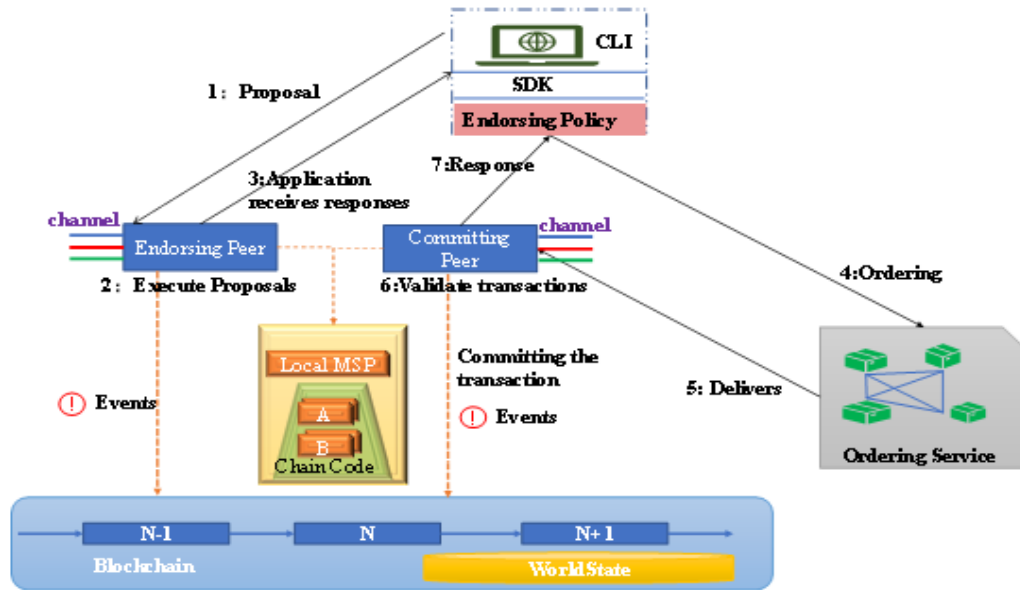 CLI
SDK
Endorsing Policy
1：Proposal
7:Response
3:Application
receives responses
channel
channel
Endorsing Peer
Committing
Peer
2：Execute Proposals
6:Validate transactions
4:Ordering
Local MSP
Committing the
transaction
5: Delivers
! Events
! Events
A
B
Chain Code
Ordering Service
N-1
N
N+1
Blockchain
WorldState